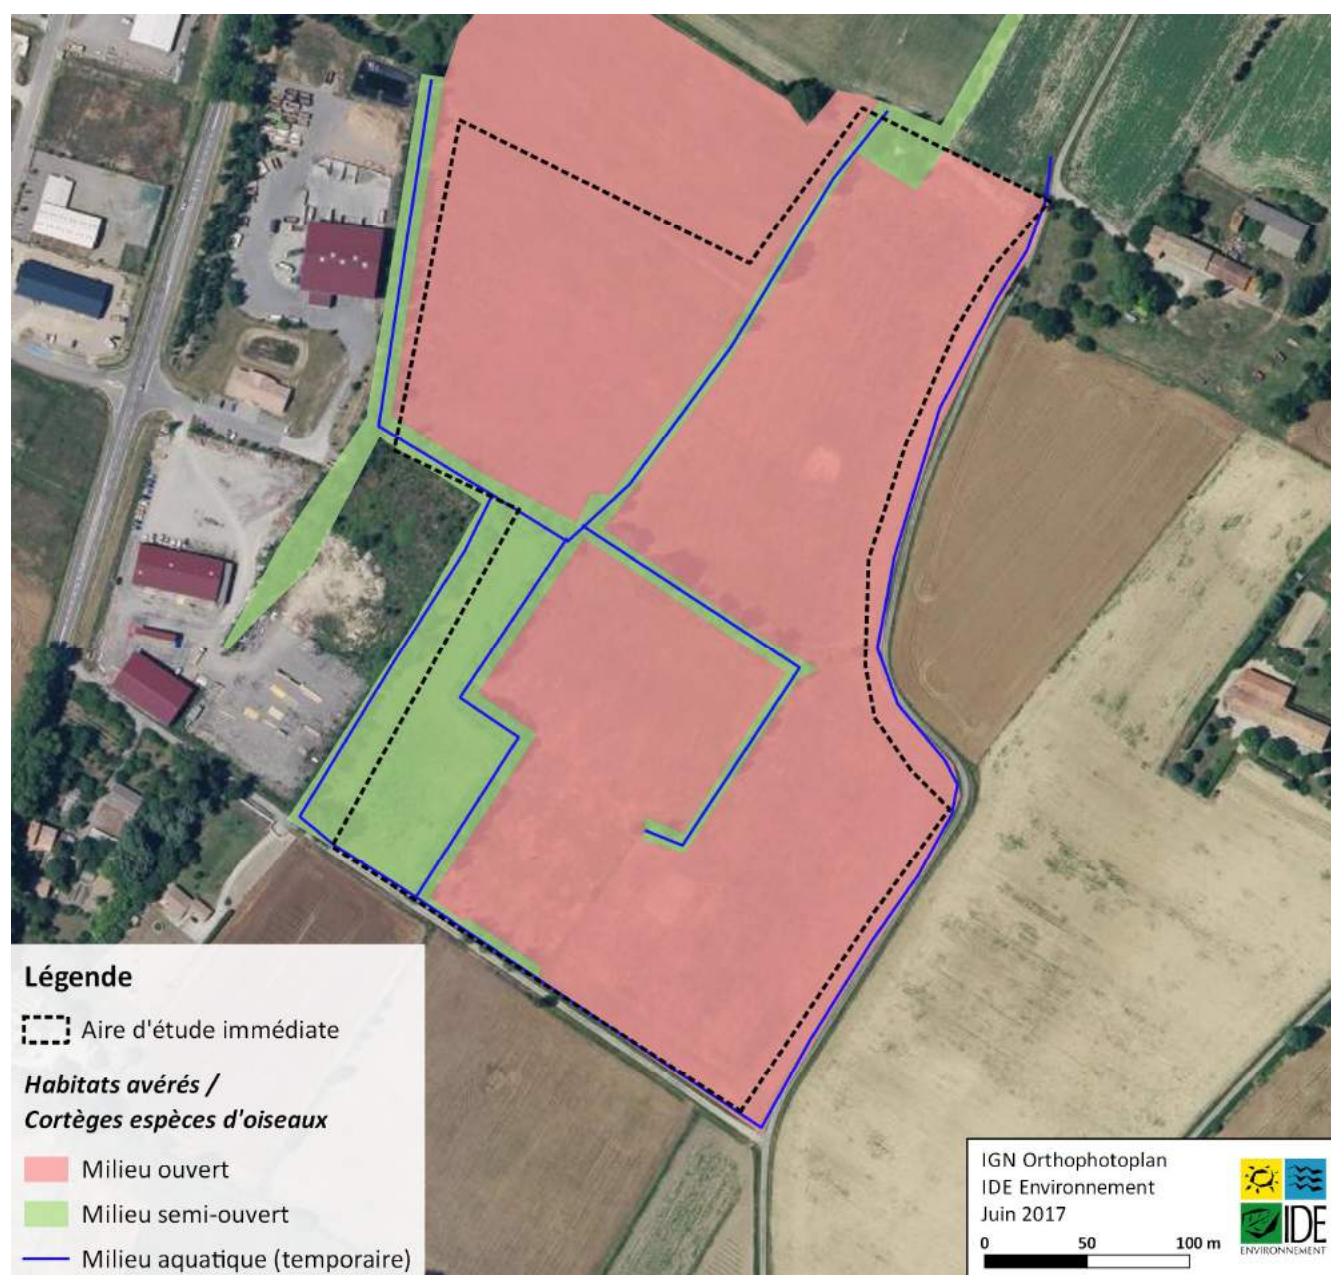 Légende
Aire d'étude immédiate
Habitats avérés /
Cortèges espèces d'oiseaux
Milieu ouvert
Milieu semi-ouvert
Milieu aquatique (temporaire)
IGN Orthophotoplan
IDE Environnement
Juin 2017
0 50 100 m
IDE
ENVIRONNEMENT